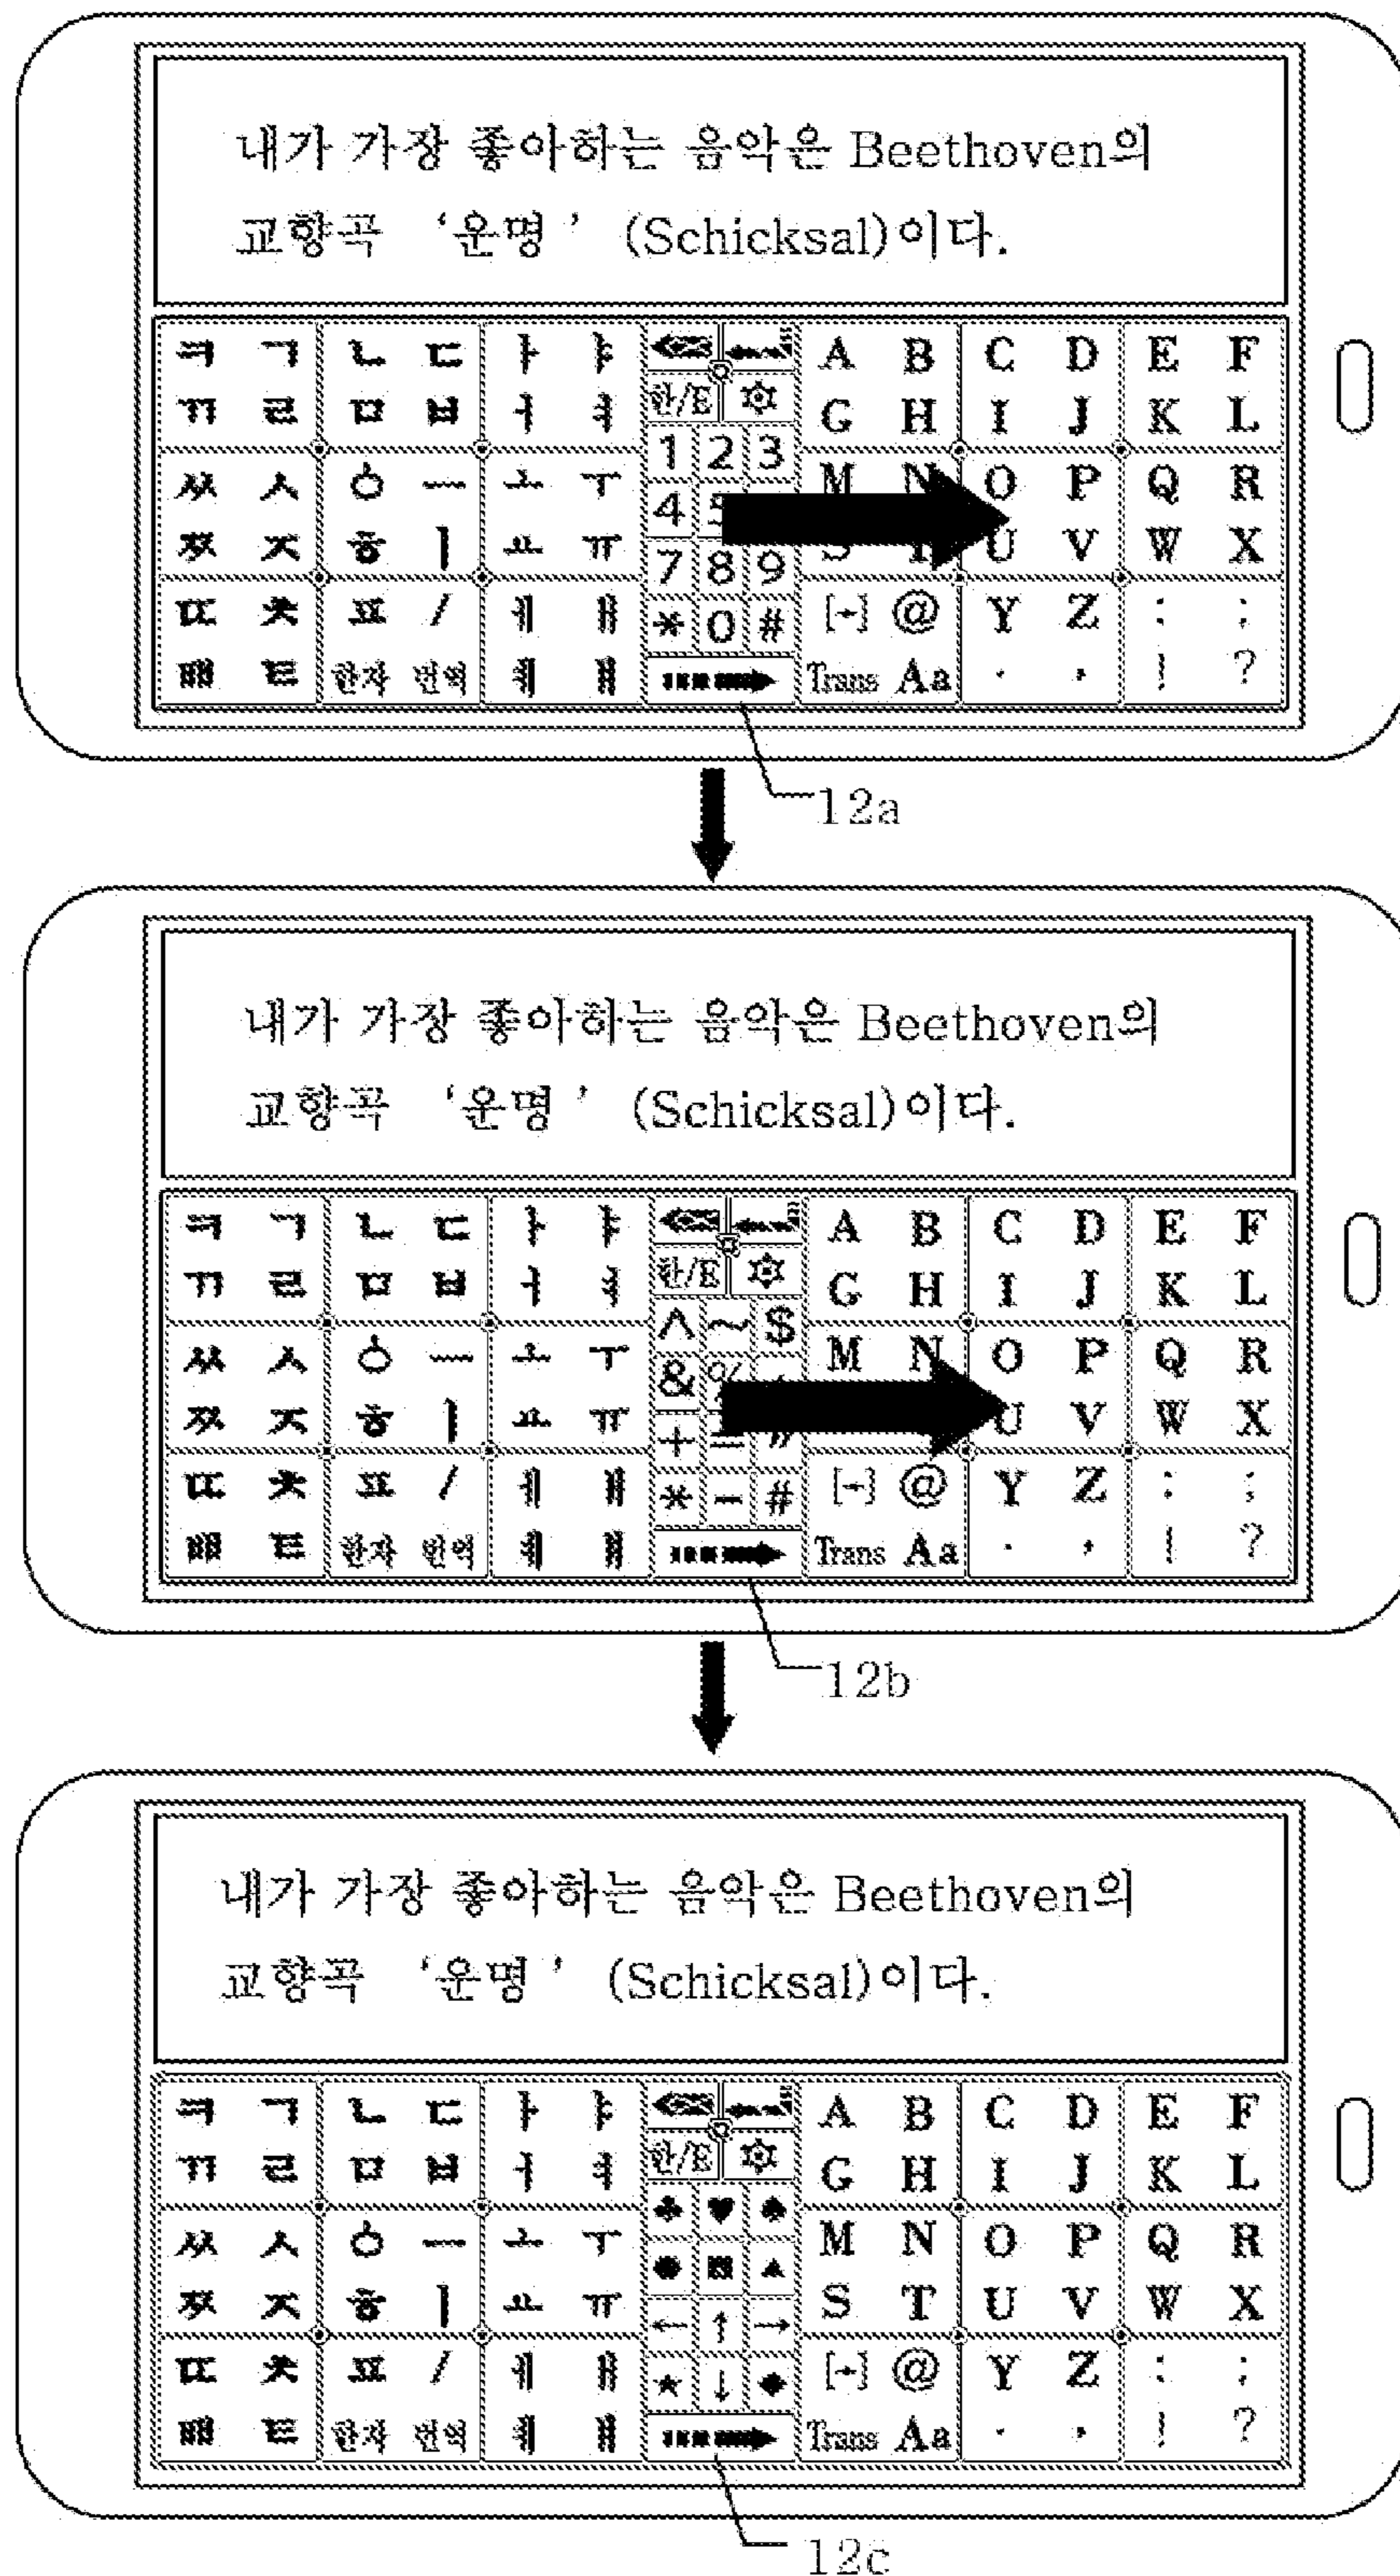 내가 가장 좋아하는 음악은 Beethoven의
교향곡 ‘운명’ (Schicksal)이다.
ㅋ ㄱ ㄴ ㄷ ㅏ ㅑ A B C D E F
ㄲ ㄹ ㅁ ㅂ ㅓ ㅕ 한/E G H I J K L
1 2 3
ㅆ ㅅ ㅇ ㅡ ㅗ ㅜ 4 M N O P Q R
ㅉ ㅈ ㅎ ㅣ ㅛ ㅠ U V W X
7 8 9
ㄸ ㅊ ㅍ / ㅔ ㅐ * 0 # @ Y Z : ;
ㅃ ㅌ 한자 번역 ㅖ ㅒ Trans Aa . , ! ?
12a
내가 가장 좋아하는 음악은 Beethoven의
교향곡 ‘운명’ (Schicksal)이다.
ㅋ ㄱ ㄴ ㄷ ㅏ ㅑ A B C D E F
ㄲ ㄹ ㅁ ㅂ ㅓ ㅕ 한/E G H I J K L
^ ~ $
ㅆ ㅅ ㅇ ㅡ ㅗ ㅜ & % M N O P Q R
ㅉ ㅈ ㅎ ㅣ ㅛ ㅠ + U V W X
ㄸ ㅊ ㅍ / ㅔ ㅐ * - # @ Y Z : ;
ㅃ ㅌ 한자 번역 ㅖ ㅒ Trans Aa . , ! ?
12b
내가 가장 좋아하는 음악은 Beethoven의
교향곡 ‘운명’ (Schicksal)이다.
ㅋ ㄱ ㄴ ㄷ ㅏ ㅑ A B C D E F
ㄲ ㄹ ㅁ ㅂ ㅓ ㅕ 한/E G H I J K L
♣ ♥ ♠
ㅆ ㅅ ㅇ ㅡ ㅗ ㅜ ● ■ ▲ M N O P Q R
ㅉ ㅈ ㅎ ㅣ ㅛ ㅠ ← ↑ → S T U V W X
ㄸ ㅊ ㅍ / ㅔ ㅐ ★ ↓ ◆ @ Y Z : ;
ㅃ ㅌ 한자 번역 ㅖ ㅒ Trans Aa . , ! ?
12c